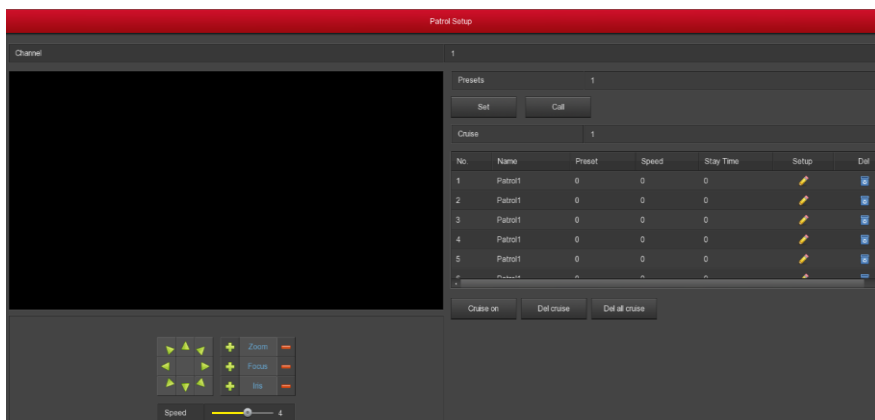 Patrol Setup
Channel 1
Presets 1
Set Call
Cruise 1
No. Name Preset Speed Stay Time Setup Del
1 Patrol1 0 0 0
2 Patrol1 0 0 0
3 Patrol1 0 0 0
4 Patrol1 0 0 0
5 Patrol1 0 0 0
Cruise on Del cruise Del all cruise
Zoom
Focus
Iris
Speed 4